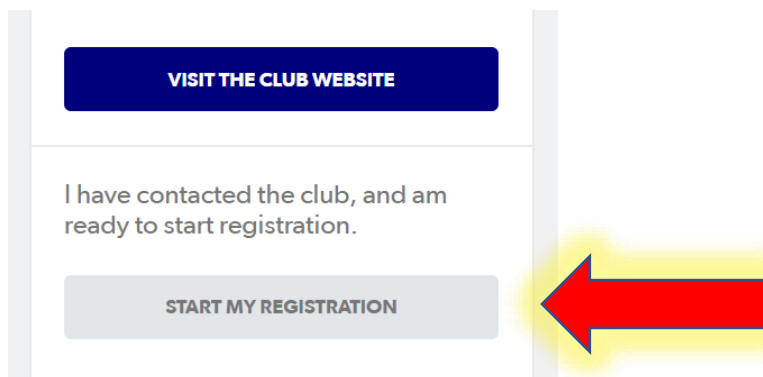 VISIT THE CLUB WEBSITE
I have contacted the club, and am
ready to start registration.
START MY REGISTRATION